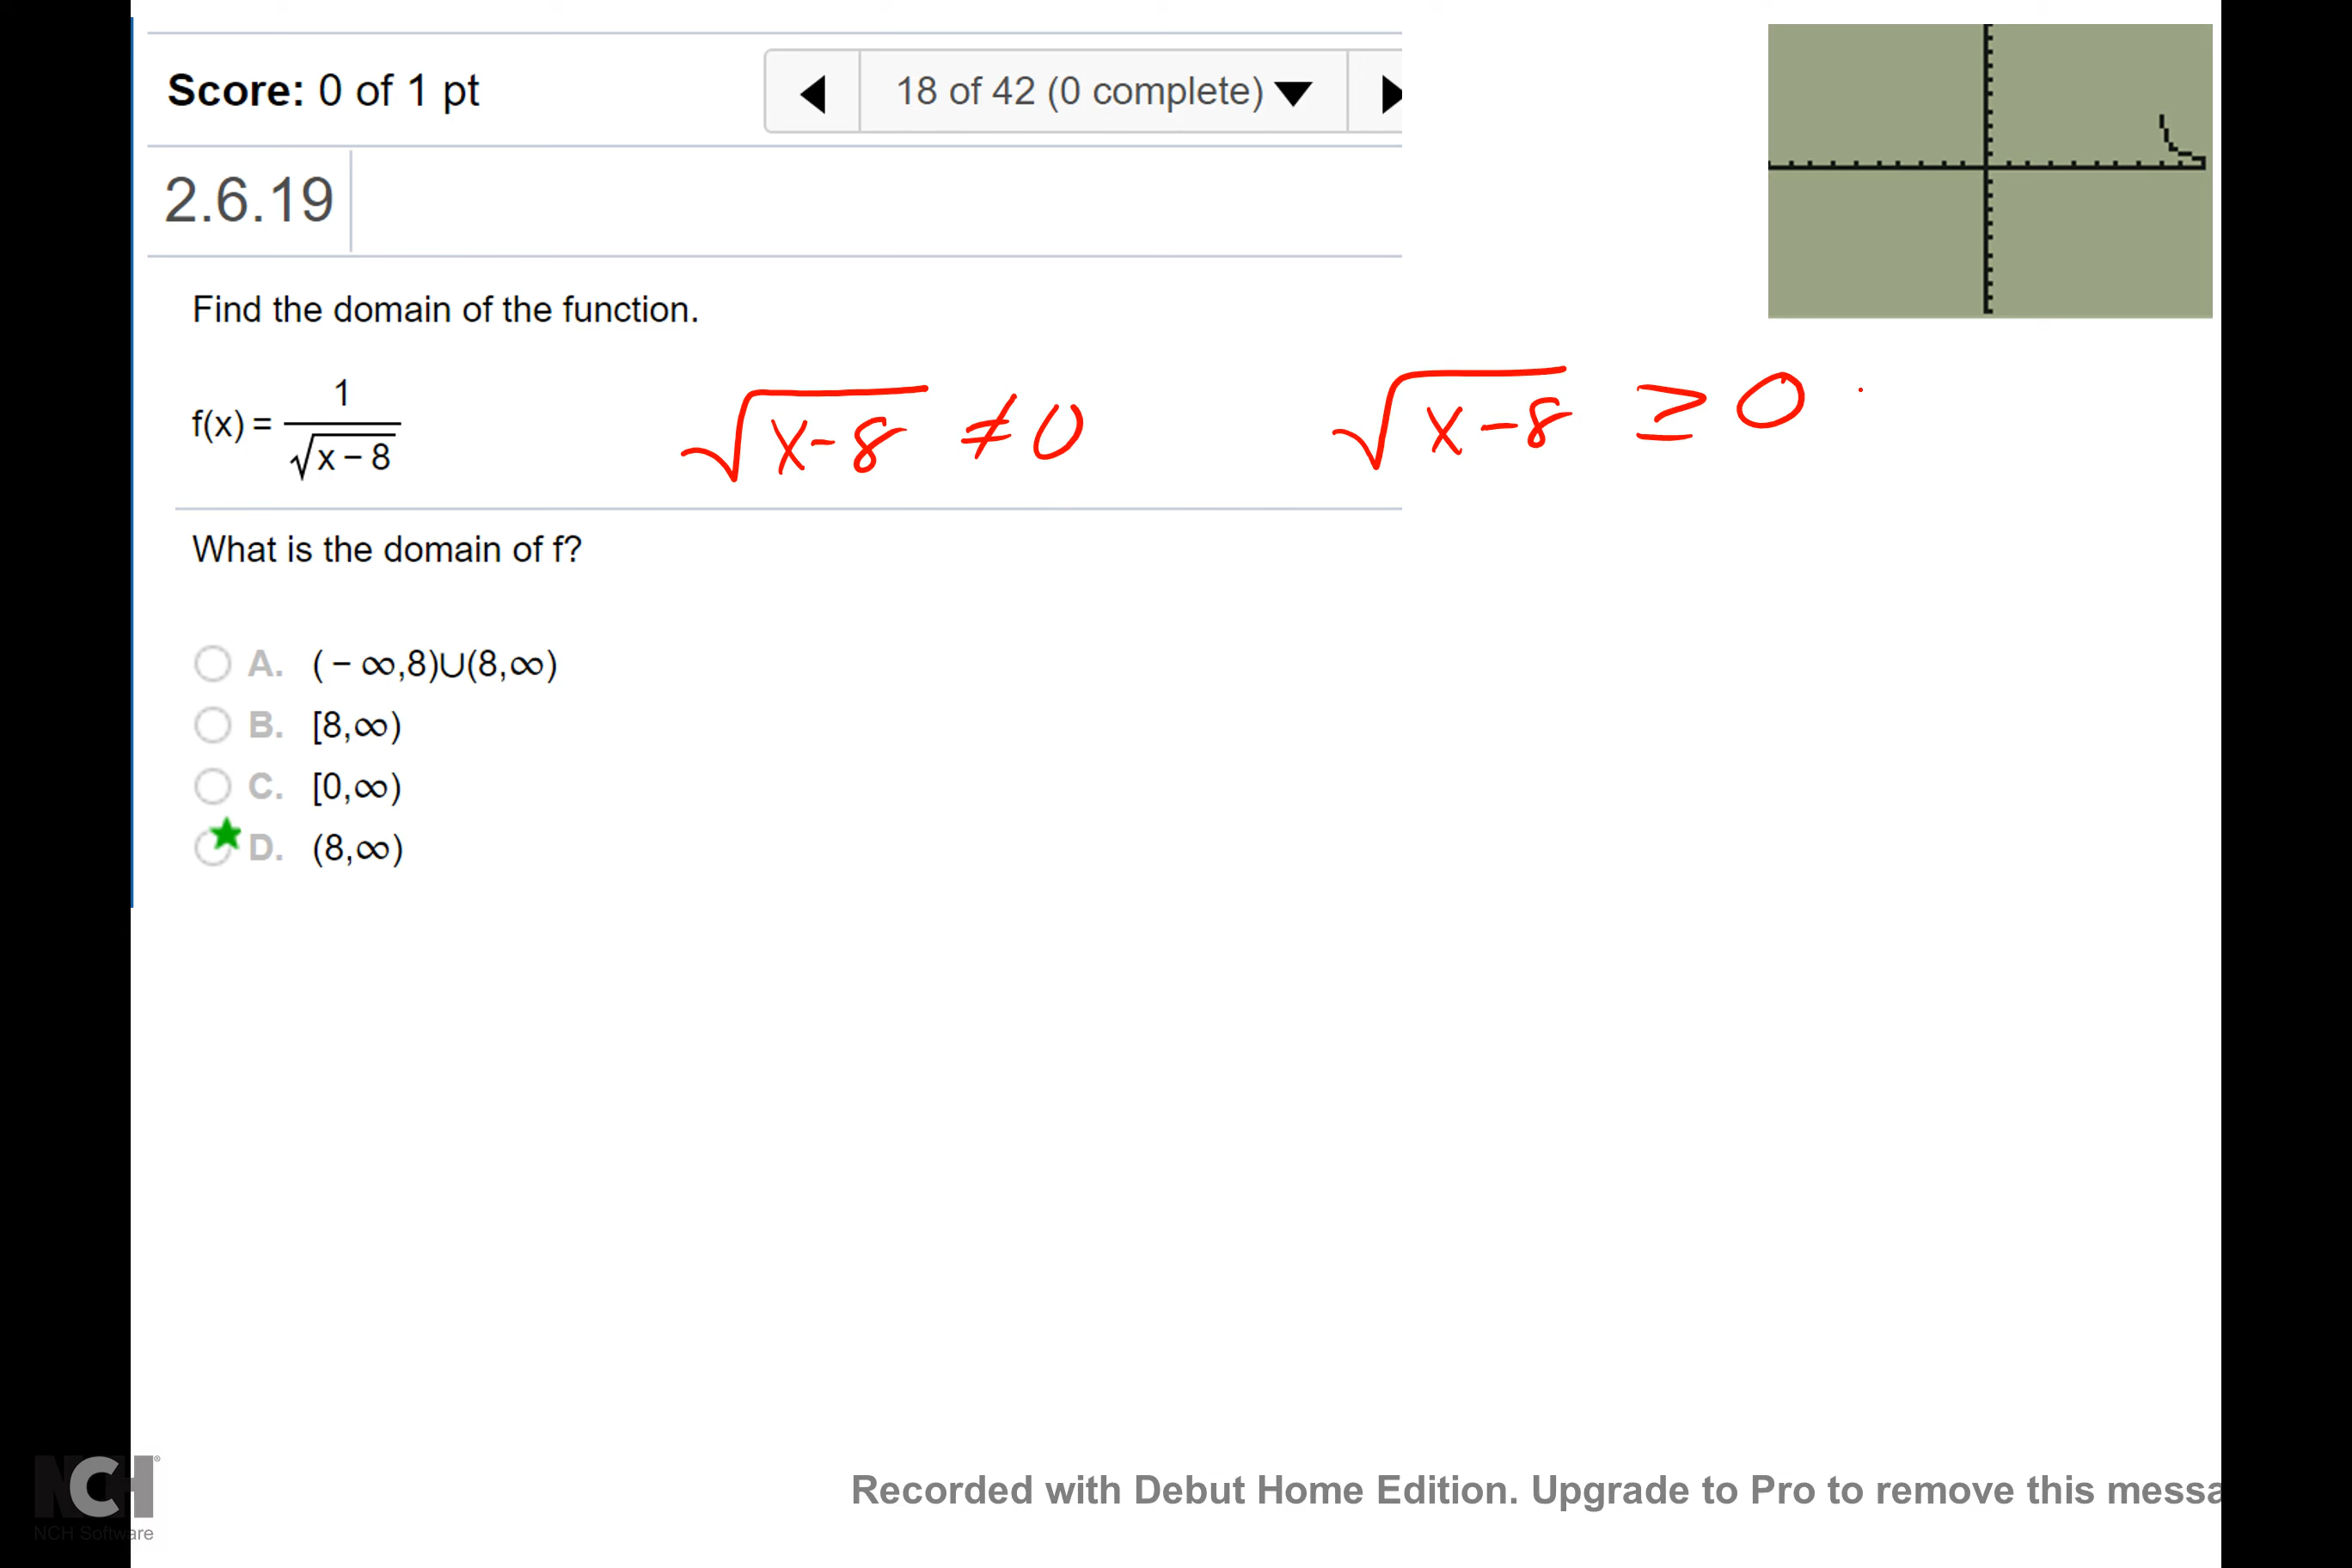 Score: 0 of 1 pt
18 of 42 (0 complete)
2.6.19
Find the domain of the function.
f(x) = 1 / √(x − 8)
√(x−8) ≠ 0
√(x−8) ≥ 0
What is the domain of f?
A. (− ∞,8)∪(8,∞)
B. [8,∞)
C. [0,∞)
D. (8,∞)
NCH®
NCH Software
Recorded with Debut Home Edition. Upgrade to Pro to remove this messa